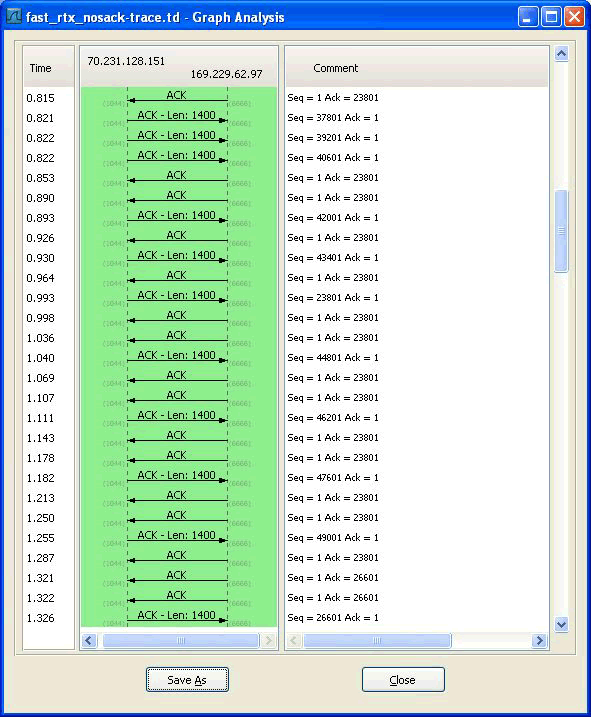 fast_rtx_nosack-trace.td - Graph Analysis
Time 70.231.128.151 169.229.62.97 Comment
0.815 (1044) ACK (6666) Seq = 1 Ack = 23801
0.821 (1044) ACK - Len: 1400 (6666) Seq = 37801 Ack = 1
0.822 (1044) ACK - Len: 1400 (6666) Seq = 39201 Ack = 1
0.822 (1044) ACK - Len: 1400 (6666) Seq = 40601 Ack = 1
0.853 (1044) ACK (6666) Seq = 1 Ack = 23801
0.890 (1044) ACK (6666) Seq = 1 Ack = 23801
0.893 (1044) ACK - Len: 1400 (6666) Seq = 42001 Ack = 1
0.926 (1044) ACK (6666) Seq = 1 Ack = 23801
0.930 (1044) ACK - Len: 1400 (6666) Seq = 43401 Ack = 1
0.964 (1044) ACK (6666) Seq = 1 Ack = 23801
0.993 (1044) ACK - Len: 1400 (6666) Seq = 23801 Ack = 1
0.998 (1044) ACK (6666) Seq = 1 Ack = 23801
1.036 (1044) ACK (6666) Seq = 1 Ack = 23801
1.040 (1044) ACK - Len: 1400 (6666) Seq = 44801 Ack = 1
1.069 (1044) ACK (6666) Seq = 1 Ack = 23801
1.107 (1044) ACK (6666) Seq = 1 Ack = 23801
1.111 (1044) ACK - Len: 1400 (6666) Seq = 46201 Ack = 1
1.143 (1044) ACK (6666) Seq = 1 Ack = 23801
1.178 (1044) ACK (6666) Seq = 1 Ack = 23801
1.182 (1044) ACK - Len: 1400 (6666) Seq = 47601 Ack = 1
1.213 (1044) ACK (6666) Seq = 1 Ack = 23801
1.250 (1044) ACK (6666) Seq = 1 Ack = 23801
1.255 (1044) ACK - Len: 1400 (6666) Seq = 49001 Ack = 1
1.287 (1044) ACK (6666) Seq = 1 Ack = 23801
1.321 (1044) ACK (6666) Seq = 1 Ack = 26601
1.322 (1044) ACK (6666) Seq = 1 Ack = 26601
1.326 (1044) ACK - Len: 1400 (6666) Seq = 26601 Ack = 1
Save As Close